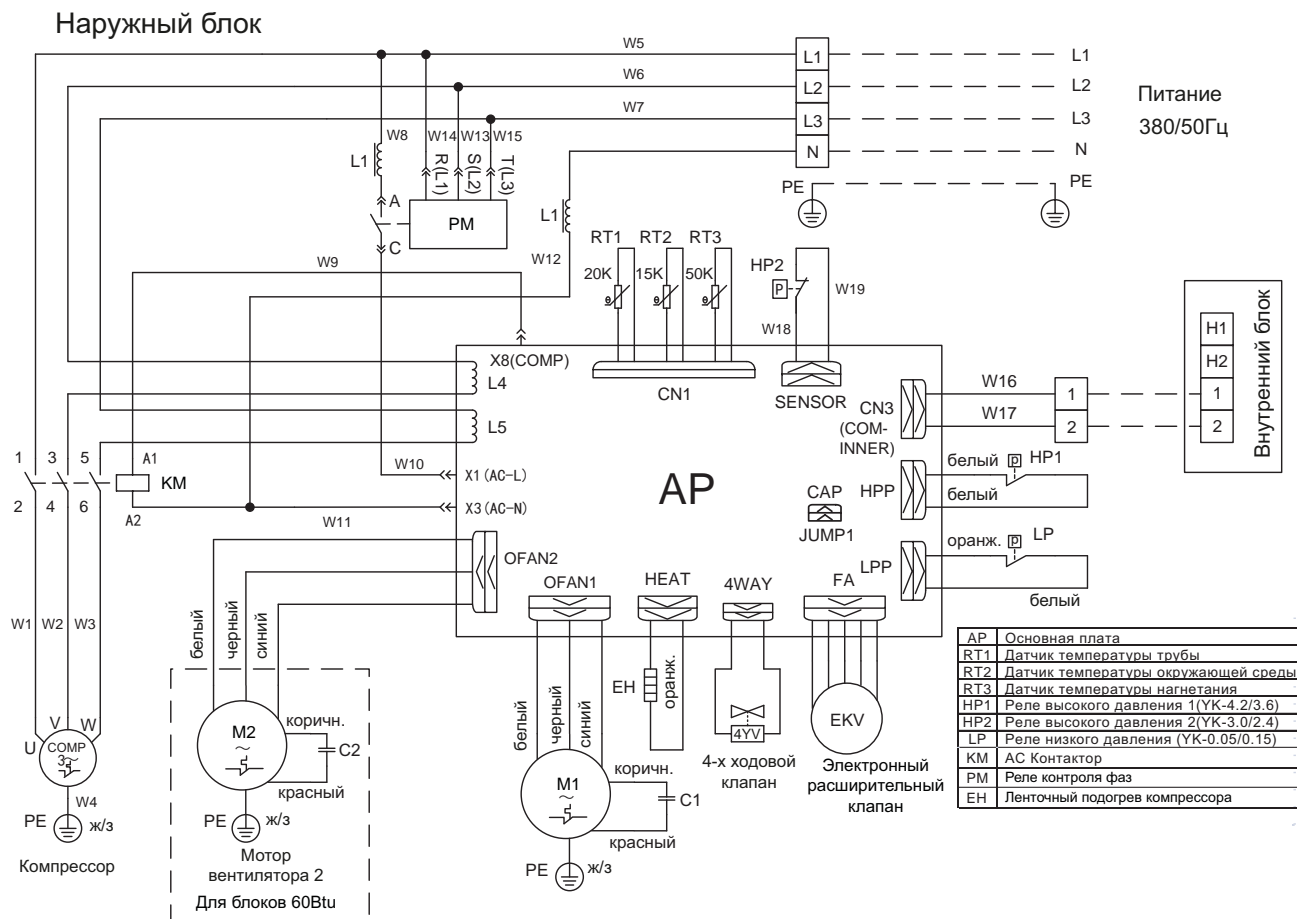 Наружный блок
W5
L1
L1
W6
L2
L2
W7
L3
L3
N
N
Питание
380/50Гц
PE
PE
W8
W14
W13
W15
L1
R(L1)
S(L2)
T(L3)
A
PM
C
L1
W9
W12
RT1
RT2
RT3
20K
15K
50K
θ
θ
θ
HP2
P
W19
W18
X8(COMP)
CN1
SENSOR
L4
L5
CN3
(COM-
INNER)
W16
W17
1
2
H1
H2
1
2
Внутренний блок
1
3
5
A1
KM
2
4
6
A2
W10
X1(AC-L)
X3(AC-N)
W11
AP
CAP
JUMP1
HPP
белый
P
HP1
белый
LPP
оранж.
P
LP
белый
OFAN2
OFAN1
HEAT
4WAY
FA
W1
W2
W3
белый
черный
синий
белый
черный
синий
EH
оранж.
4YV
4-х ходовой
клапан
EKV
Электронный
расширительный
клапан
U
V
W
COMP
3~
W4
PE
ж/з
Компрессор
M2
~
коричн.
C2
красный
PE
ж/з
Мотор
вентилятора 2
Для блоков 60Btu
M1
~
коричн.
C1
красный
PE
ж/з
AP Основная плата
RT1 Датчик температуры трубы
RT2 Датчик температуры окружающей среды
RT3 Датчик температуры нагнетания
HP1 Реле высокого давления 1(YK-4.2/3.6)
HP2 Реле высокого давления 2(YK-3.0/2.4)
LP Реле низкого давления (YK-0.05/0.15)
KM АС Контактор
PM Реле контроля фаз
EH Ленточный подогрев компрессора